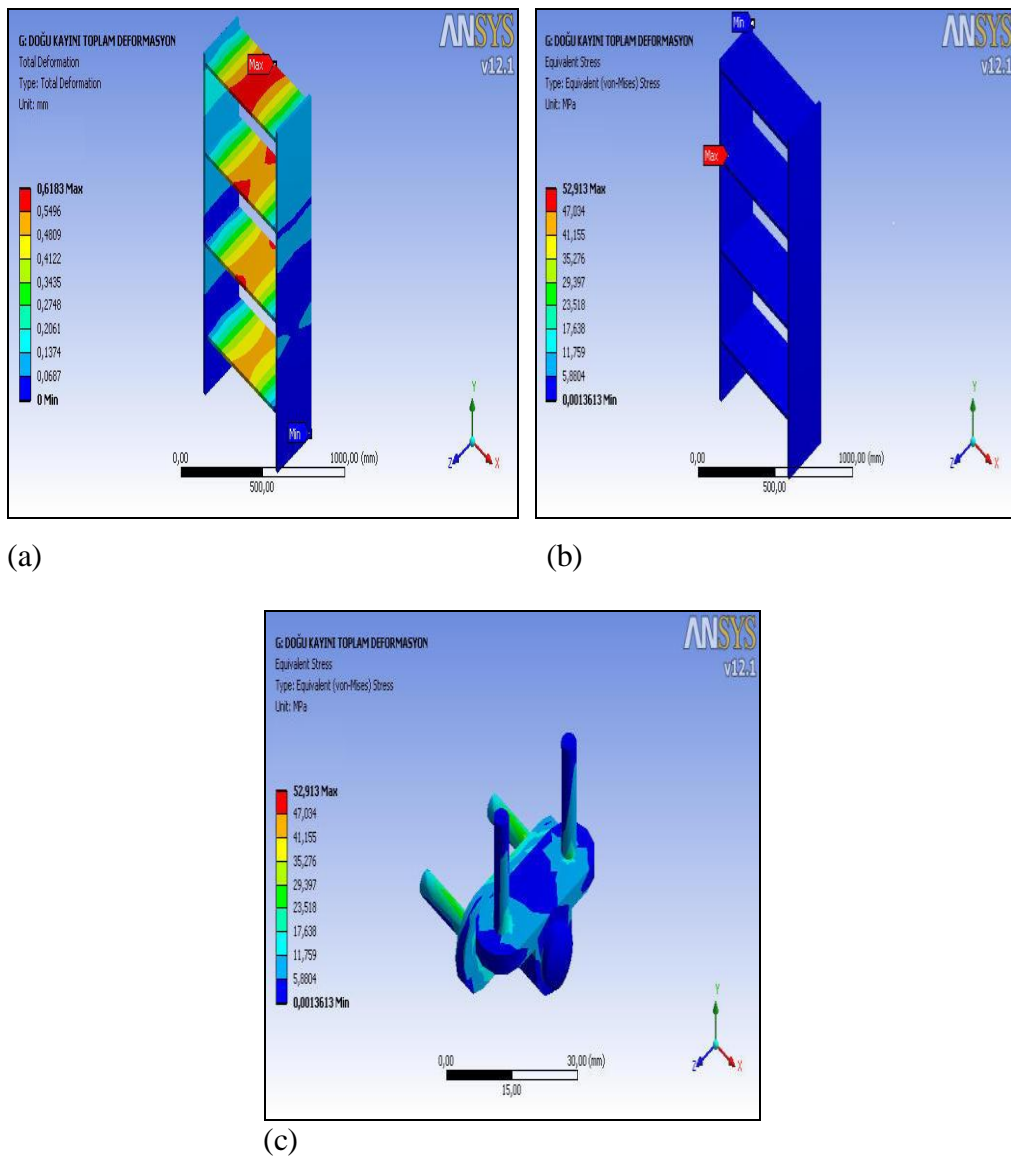 G: DOĞU KAYINI TOPLAM DEFORMASYON
Total Deformation
Type: Total Deformation
Unit: mm
ANSYS
v12.1
Max
0,6183 Max
0,5496
0,4809
0,4122
0,3435
0,2748
0,2061
0,1374
0,0687
0 Min
Min
0,00
1000,00 (mm)
500,00
Y
Z
X
(a)
G: DOĞU KAYINI TOPLAM DEFORMASYON
Equivalent Stress
Type: Equivalent (von-Mises) Stress
Unit: MPa
Min
ANSYS
v12.1
Max
52,913 Max
47,034
41,155
35,276
29,397
23,518
17,638
11,759
5,8804
0,0013613 Min
0,00
1000,00 (mm)
500,00
Y
Z
X
(b)
G: DOĞU KAYINI TOPLAM DEFORMASYON
Equivalent Stress
Type: Equivalent (von-Mises) Stress
Unit: MPa
ANSYS
v12.1
52,913 Max
47,034
41,155
35,276
29,397
23,518
17,638
11,759
5,8804
0,0013613 Min
0,00
30,00 (mm)
15,00
Y
Z
X
(c)